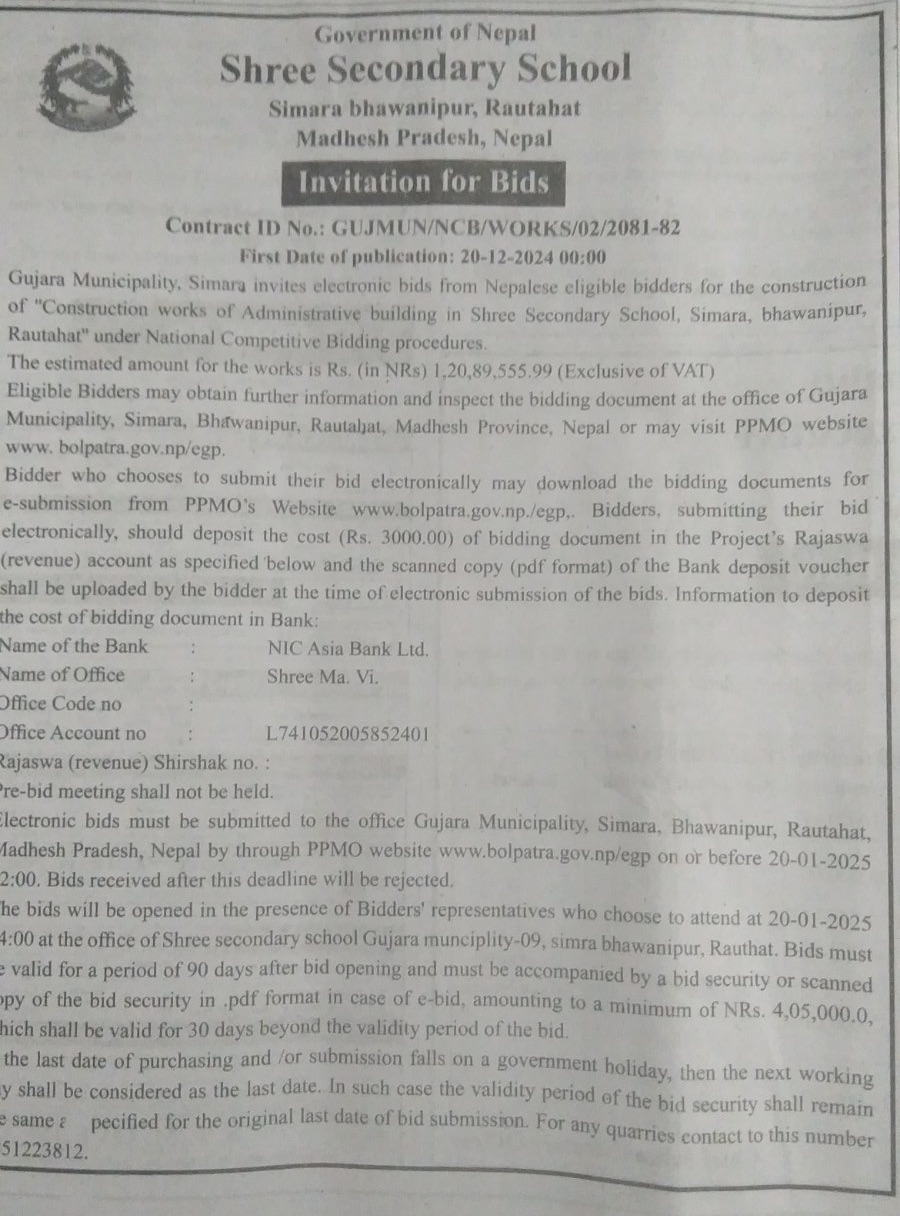 Government of Nepal
Shree Secondary School
Simara bhawanipur, Rautahat
Madhesh Pradesh, Nepal
Invitation for Bids
Contract ID No.: GUJMUN/NCB/WORKS/02/2081-82
First Date of publication: 20-12-2024 00:00
Gujara Municipality, Simara invites electronic bids from Nepalese eligible bidders for the construction
of "Construction works of Administrative building in Shree Secondary School, Simara, bhawanipur,
Rautahat" under National Competitive Bidding procedures.
The estimated amount for the works is Rs. (in NRs) 1,20,89,555.99 (Exclusive of VAT)
Eligible Bidders may obtain further information and inspect the bidding document at the office of Gujara
Municipality, Simara, Bhawanipur, Rautahat, Madhesh Province, Nepal or may visit PPMO website
www. bolpatra.gov.np/egp.
Bidder who chooses to submit their bid electronically may download the bidding documents for
e-submission from PPMO's Website www.bolpatra.gov.np./egp,. Bidders, submitting their bid
electronically, should deposit the cost (Rs. 3000.00) of bidding document in the Project's Rajaswa
(revenue) account as specified below and the scanned copy (pdf format) of the Bank deposit voucher
shall be uploaded by the bidder at the time of electronic submission of the bids. Information to deposit
the cost of bidding document in Bank:
Name of the Bank : NIC Asia Bank Ltd.
Name of Office : Shree Ma. Vi.
Office Code no :
Office Account no : L741052005852401
Rajaswa (revenue) Shirshak no. :
Pre-bid meeting shall not be held.
Electronic bids must be submitted to the office Gujara Municipality, Simara, Bhawanipur, Rautahat,
Madhesh Pradesh, Nepal by through PPMO website www.bolpatra.gov.np/egp on or before 20-01-2025
2:00. Bids received after this deadline will be rejected.
he bids will be opened in the presence of Bidders' representatives who choose to attend at 20-01-2025
4:00 at the office of Shree secondary school Gujara munciplity-09, simra bhawanipur, Rauthat. Bids must
e valid for a period of 90 days after bid opening and must be accompanied by a bid security or scanned
opy of the bid security in .pdf format in case of e-bid, amounting to a minimum of NRs. 4,05,000.0,
hich shall be valid for 30 days beyond the validity period of the bid.
the last date of purchasing and /or submission falls on a government holiday, then the next working
y shall be considered as the last date. In such case the validity period of the bid security shall remain
e same pecified for the original last date of bid submission. For any quarries contact to this number
51223812.